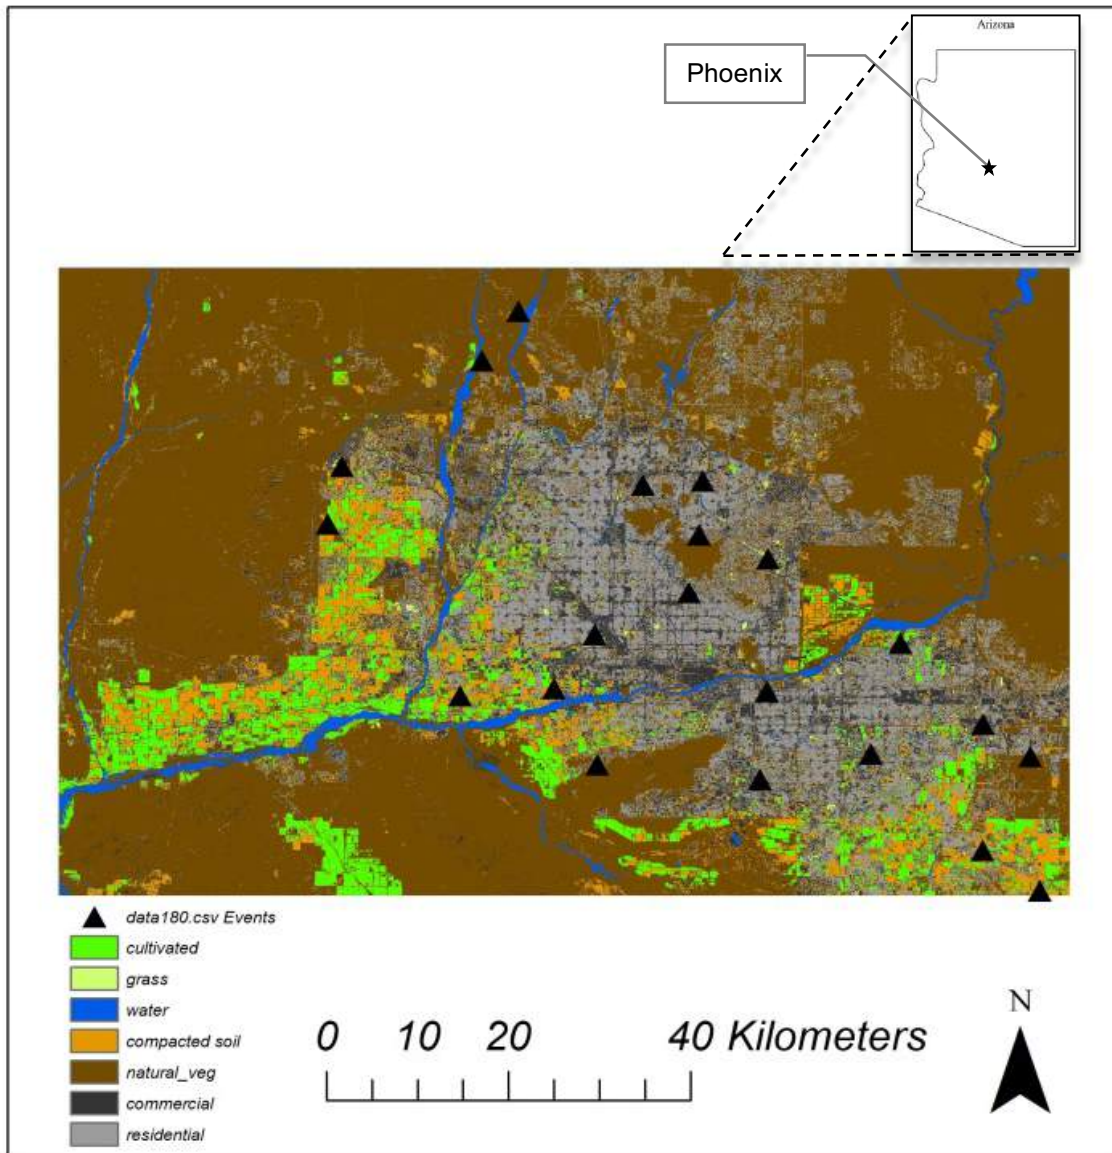 Arizona
Phoenix
data180.csv Events
cultivated
grass
water
compacted soil
natural_veg
commercial
residential
0 10 20 40 Kilometers
N